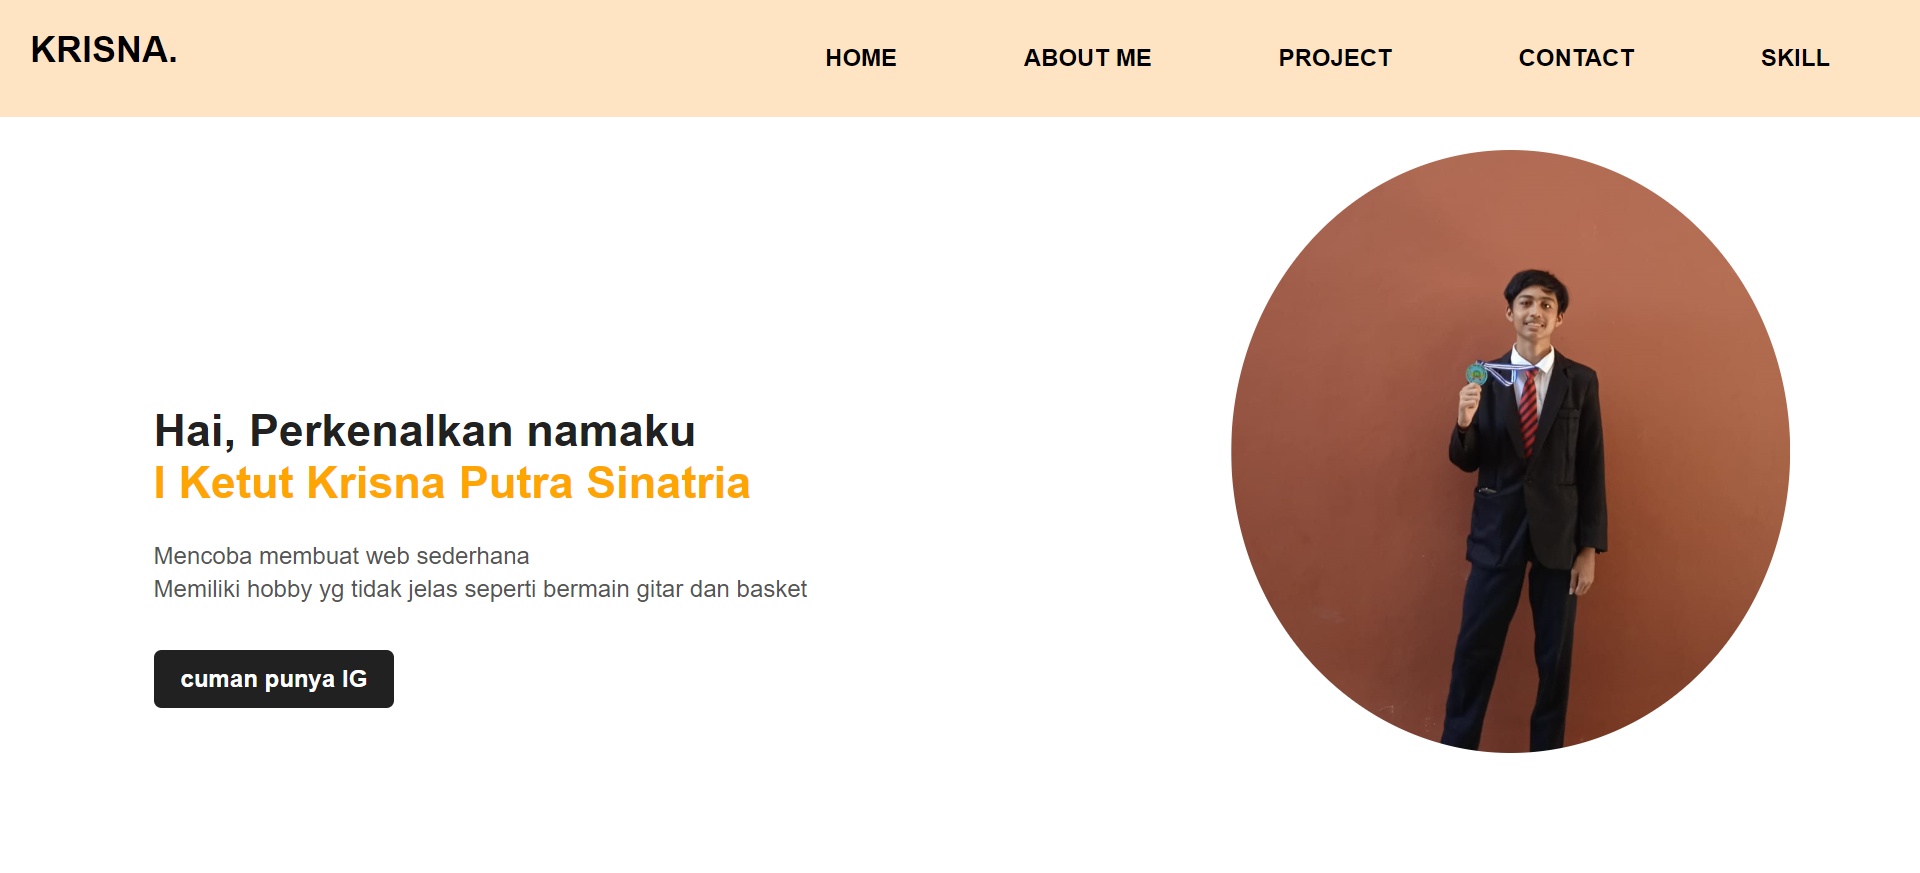 KRISNA.
HOME
ABOUT ME
PROJECT
CONTACT
SKILL
Hai, Perkenalkan namaku
I Ketut Krisna Putra Sinatria
Mencoba membuat web sederhana
Memiliki hobby yg tidak jelas seperti bermain gitar dan basket
cuman punya IG